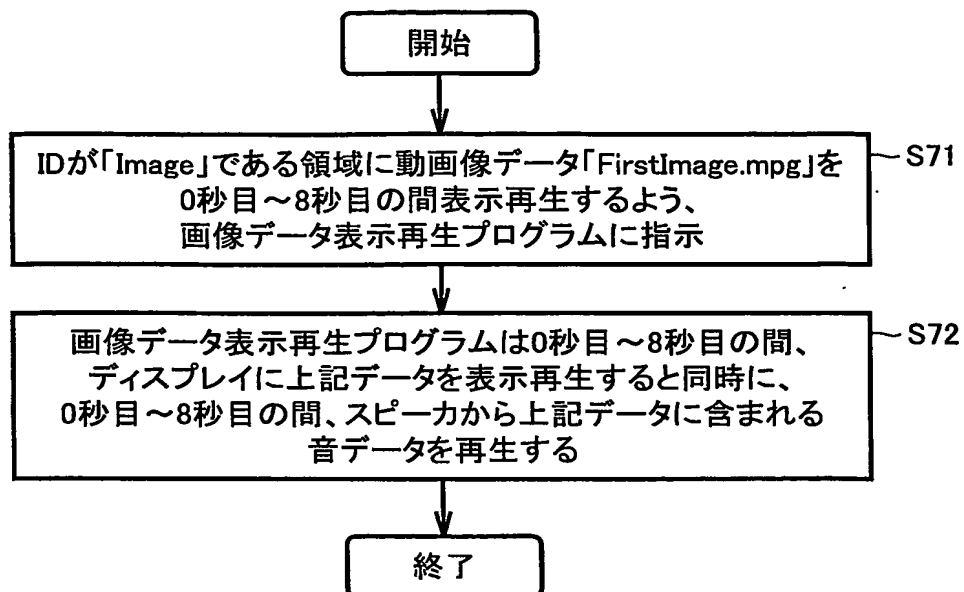 開始
IDが「Image」である領域に動画像データ「FirstImage.mpg」を
0秒目～8秒目の間表示再生するよう、
画像データ表示再生プログラムに指示
S71
画像データ表示再生プログラムは0秒目～8秒目の間、
ディスプレイに上記データを表示再生すると同時に、
0秒目～8秒目の間、スピーカから上記データに含まれる
音データを再生する
S72
終了